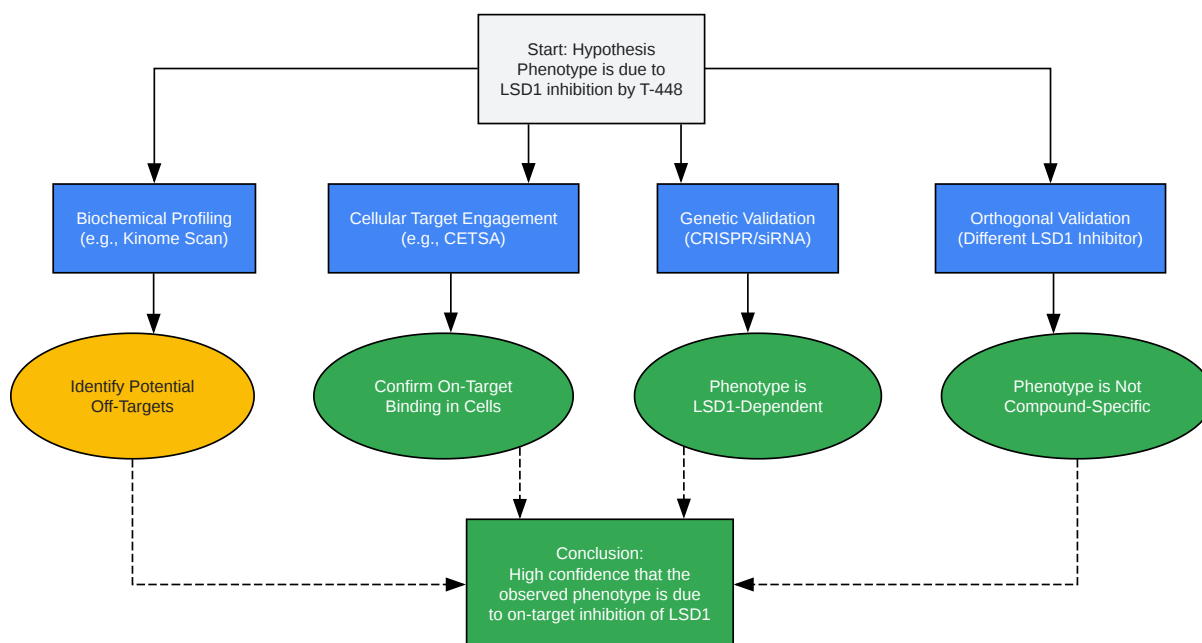 Start: Hypothesis
Phenotype is due to
LSD1 inhibition by T-448
Biochemical Profiling
(e.g., Kinome Scan)
Cellular Target Engagement
(e.g., CETSA)
Genetic Validation
(CRISPR/siRNA)
Orthogonal Validation
(Different LSD1 Inhibitor)
Identify Potential
Off-Targets
Confirm On-Target
Binding in Cells
Phenotype is
LSD1-Dependent
Phenotype is Not
Compound-Specific
Conclusion:
High confidence that the
observed phenotype is due
to on-target inhibition of LSD1